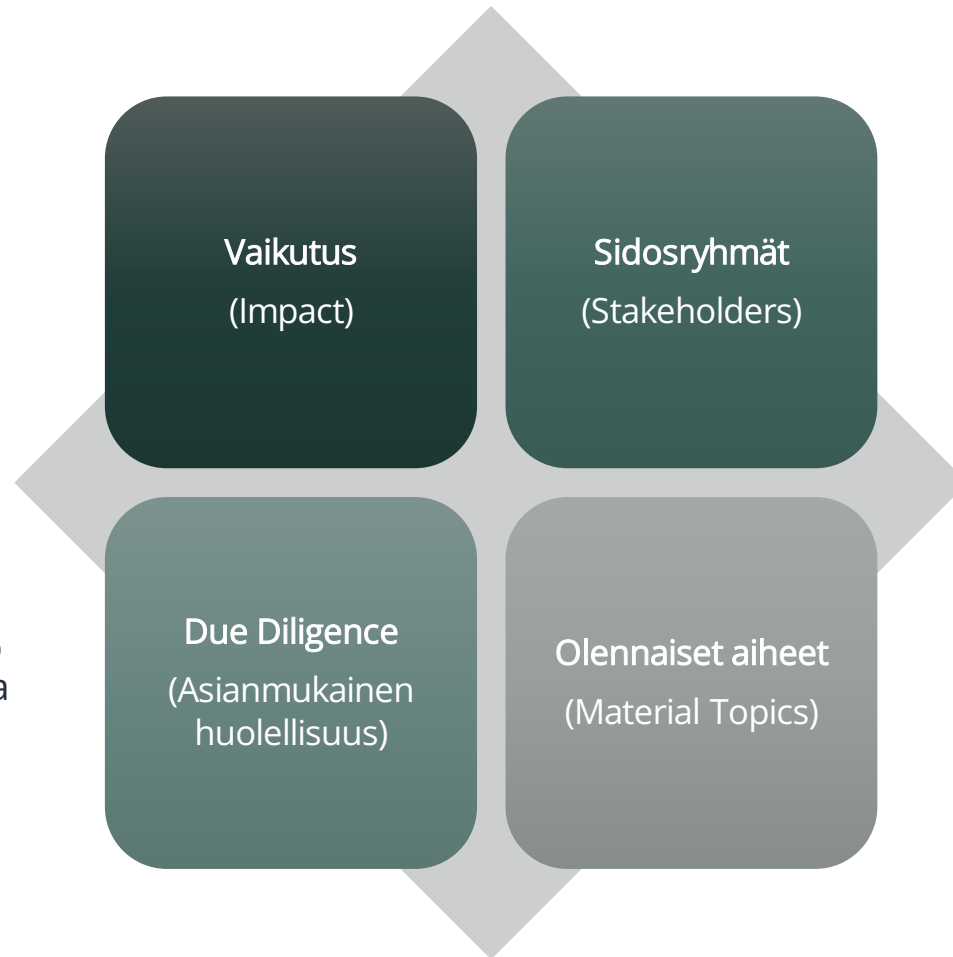 Vaikutus
(Impact)
Sidosryhmät
(Stakeholders)
Due Diligence
(Asianmukainen
huolellisuus)
Olennaiset aiheet
(Material Topics)